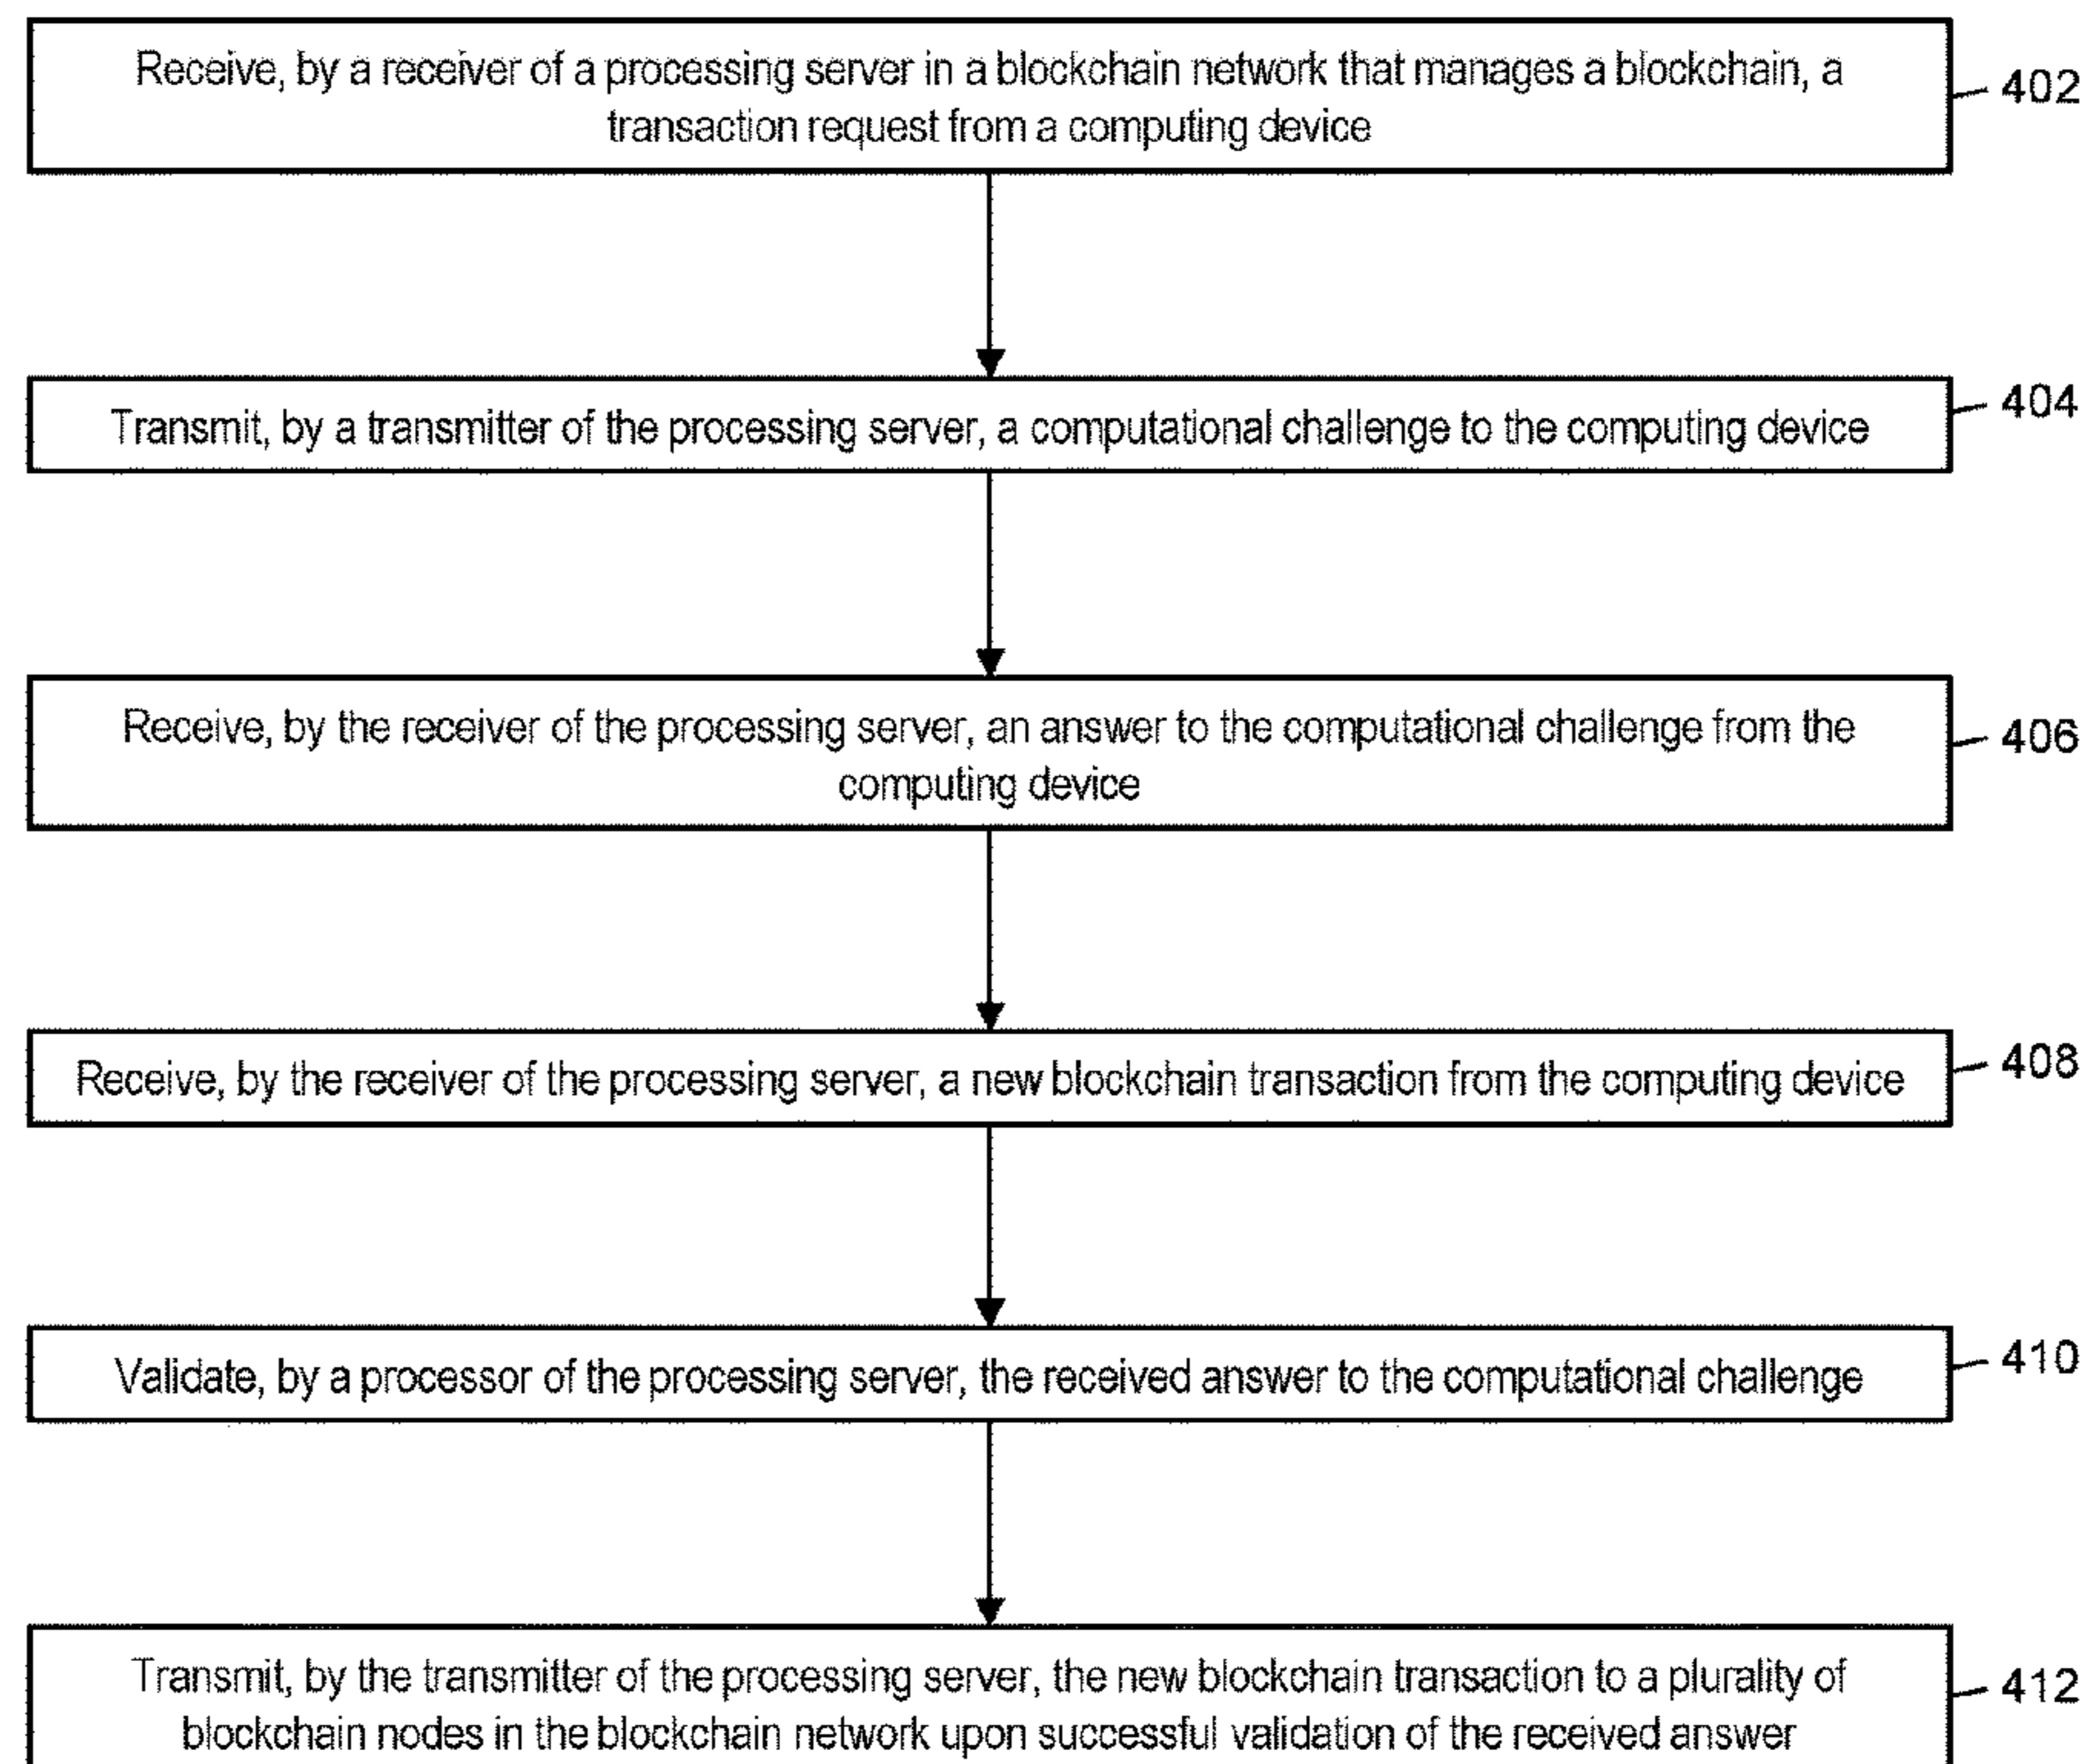 Receive, by a receiver of a processing server in a blockchain network that manages a blockchain, a
transaction request from a computing device
402
Transmit, by a transmitter of the processing server, a computational challenge to the computing device
404
Receive, by the receiver of the processing server, an answer to the computational challenge from the
computing device
406
Receive, by the receiver of the processing server, a new blockchain transaction from the computing device
408
Validate, by a processor of the processing server, the received answer to the computational challenge
410
Transmit, by the transmitter of the processing server, the new blockchain transaction to a plurality of
blockchain nodes in the blockchain network upon successful validation of the received answer
412